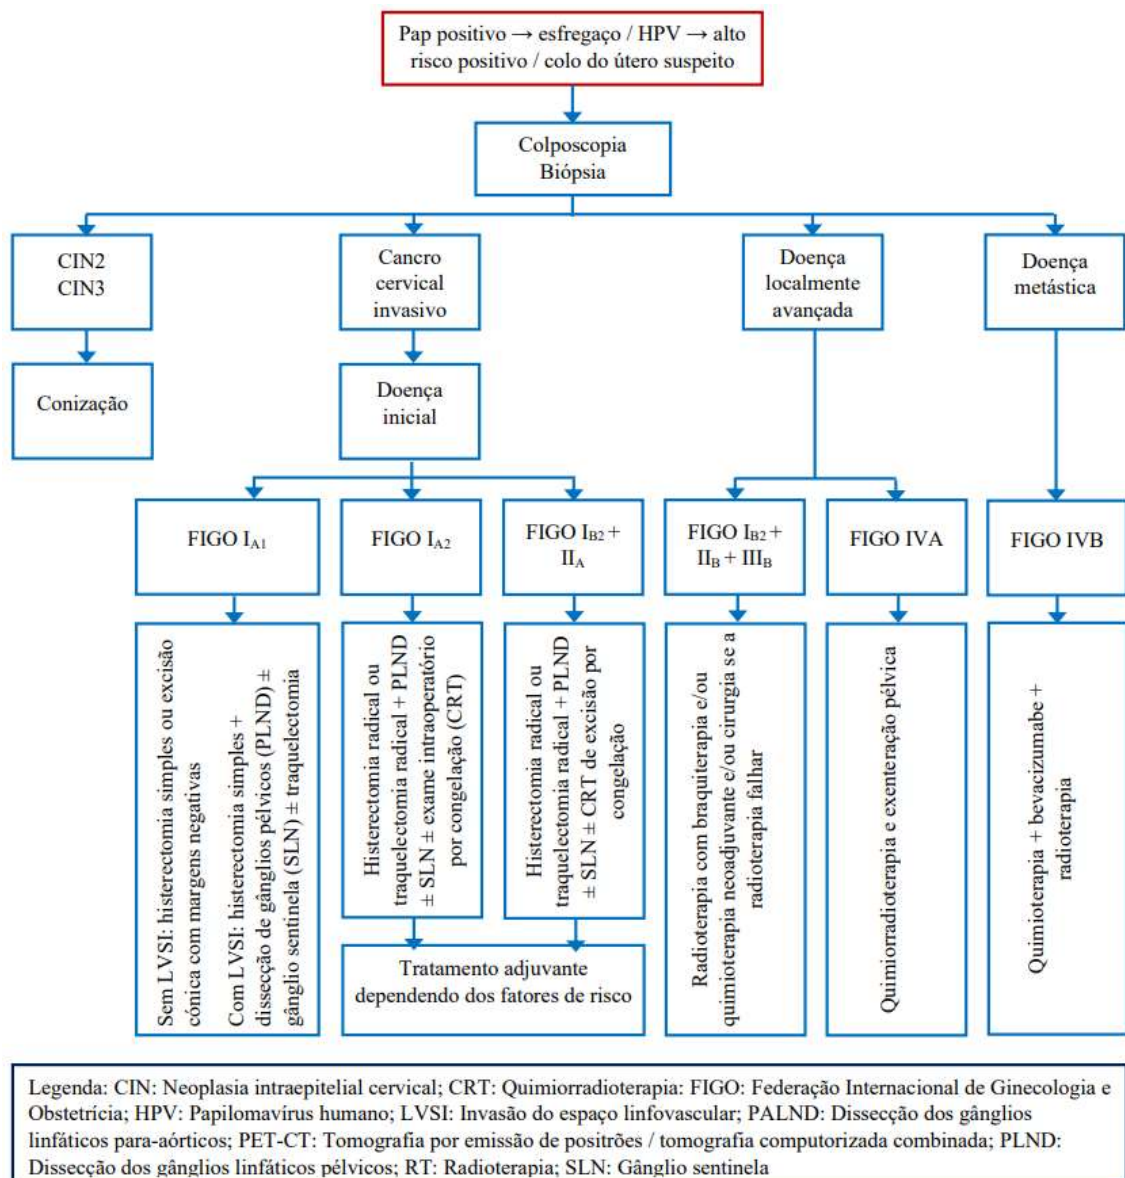 Pap positivo → esfregaço / HPV → alto
risco positivo / colo do útero suspeito
Colposcopia
Biópsia
CIN2
CIN3
Cancro
cervical
invasivo
Doença
localmente
avançada
Doença
metástica
Conização
Doença
inicial
FIGO IA1
FIGO IA2
FIGO IB2 +
IIA
FIGO IB2 +
IIB + IIIB
FIGO IVA
FIGO IVB
Sem LVSI: histerectomia simples ou excisão
cónica com margens negativas
Com LVSI: histerectomia simples +
dissecção de gânglios pélvicos (PLND) ±
gânglio sentinela (SLN) ± traquelectomia
Histerectomia radical ou
traquelectomia radical + PLND
± SLN ± exame intraoperatório
por congelação (CRT)
Histerectomia radical ou
traquelectomia radical + PLND
± SLN ± CRT de excisão por
congelação
Radioterapia com braquiterapia e/ou
quimioterapia neoadjuvante e/ou cirurgia se a
radioterapia falhar
Quimiorradioterapia e exenteração pélvica
Quimioterapia + bevacizumabe +
radioterapia
Tratamento adjuvante
dependendo dos fatores de risco
Legenda: CIN: Neoplasia intraepitelial cervical; CRT: Quimiorradioterapia: FIGO: Federação Internacional de Ginecologia e
Obstetrícia; HPV: Papilomavírus humano; LVSI: Invasão do espaço linfovascular; PALND: Dissecção dos gânglios
linfáticos para-aórticos; PET-CT: Tomografia por emissão de positrões / tomografia computorizada combinada; PLND:
Dissecção dos gânglios linfáticos pélvicos; RT: Radioterapia; SLN: Gânglio sentinela